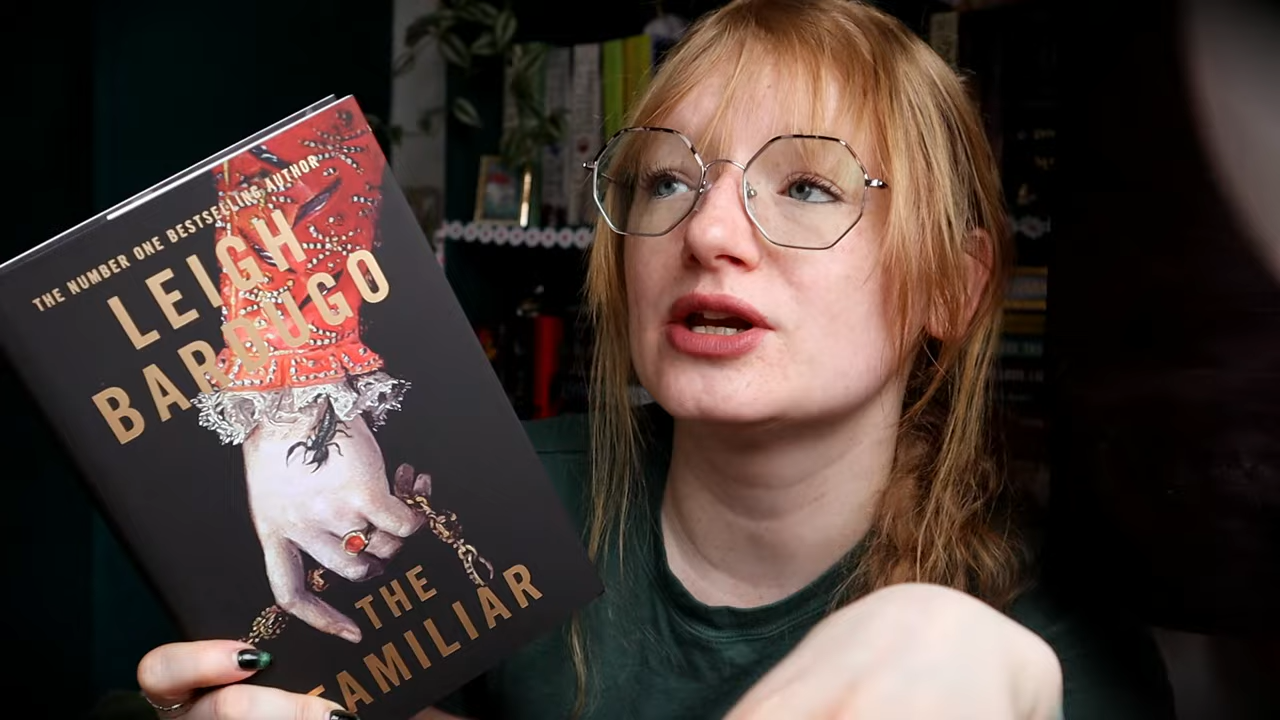 THE NUMBER ONE BESTSELLING AUTHOR
LEIGH
BARDUGO
THE
FAMILIAR